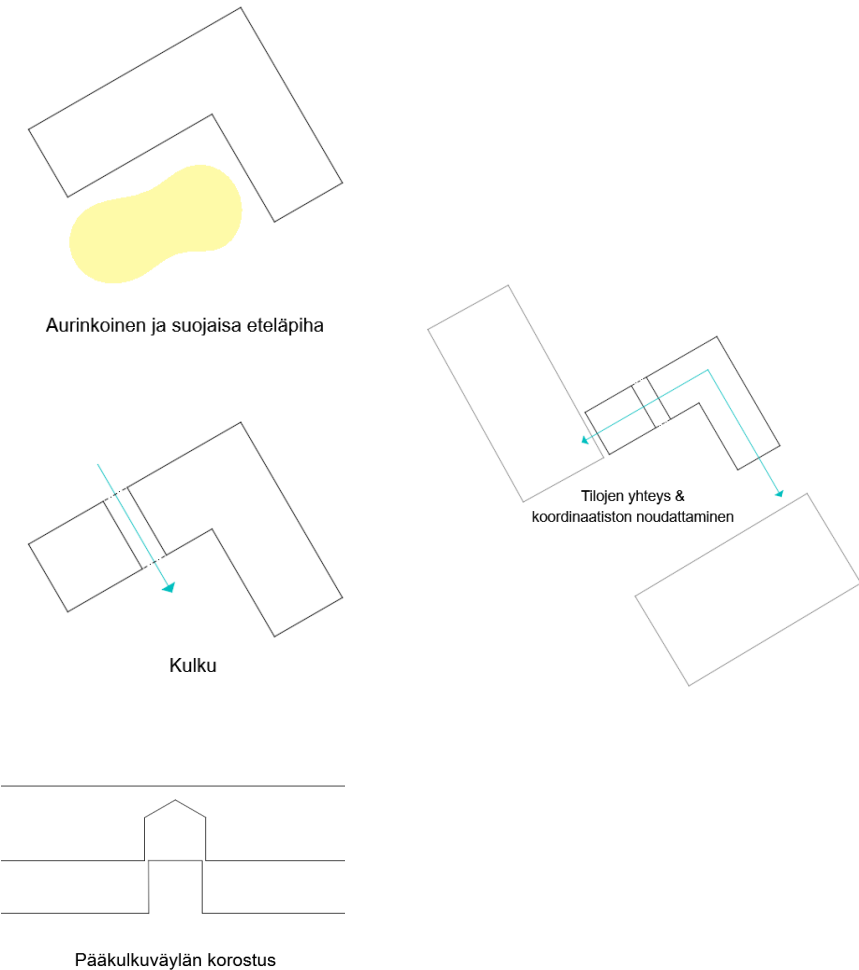 Aurinkoinen ja suojaisa eteläpiha
Tilojen yhteys &
koordinaatiston noudattaminen
Kulku
Pääkulkuväylän korostus